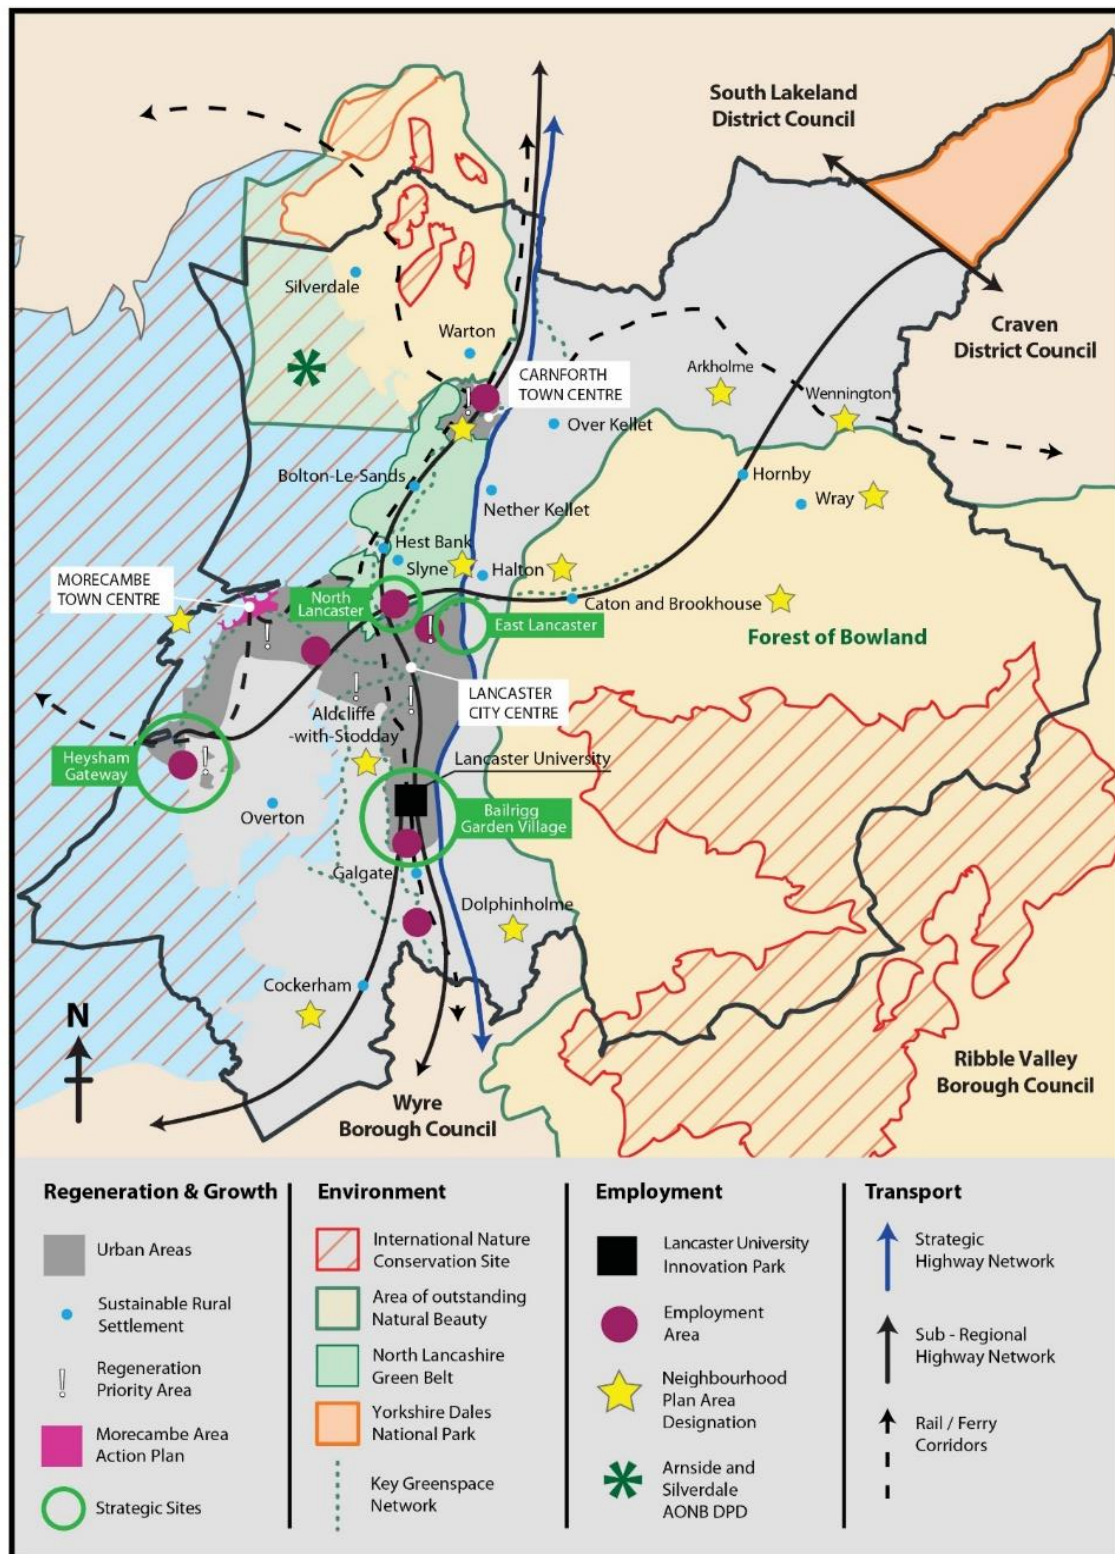 South Lakeland
District Council
Silverdale
Warton
CARNFORTH
TOWN CENTRE
Craven
District Council
Arkholme
Wennington
Over Kellet
Bolton-Le-Sands
Hornby
Wray
Nether Kellet
Hest Bank
Slyne
Halton
MORECAMBE
TOWN CENTRE
North
Lancaster
East Lancaster
Caton and Brookhouse
Forest of Bowland
LANCASTER
CITY CENTRE
Aldcliffe
-with-Stodday
Heysham
Gateway
Lancaster University
Overton
Bailrigg
Garden Village
Galgate
Dolphinholme
Cockerham
N
Wyre
Borough Council
Ribble Valley
Borough Council
Regeneration & Growth
Urban Areas
Sustainable Rural
Settlement
Regeneration
Priority Area
Morecambe Area
Action Plan
Strategic Sites
Environment
International Nature
Conservation Site
Area of outstanding
Natural Beauty
North Lancashire
Green Belt
Yorkshire Dales
National Park
Key Greenspace
Network
Employment
Lancaster University
Innovation Park
Employment
Area
Neighbourhood
Plan Area
Designation
Arnside and
Silverdale
AONB DPD
Transport
Strategic
Highway Network
Sub - Regional
Highway Network
Rail / Ferry
Corridors